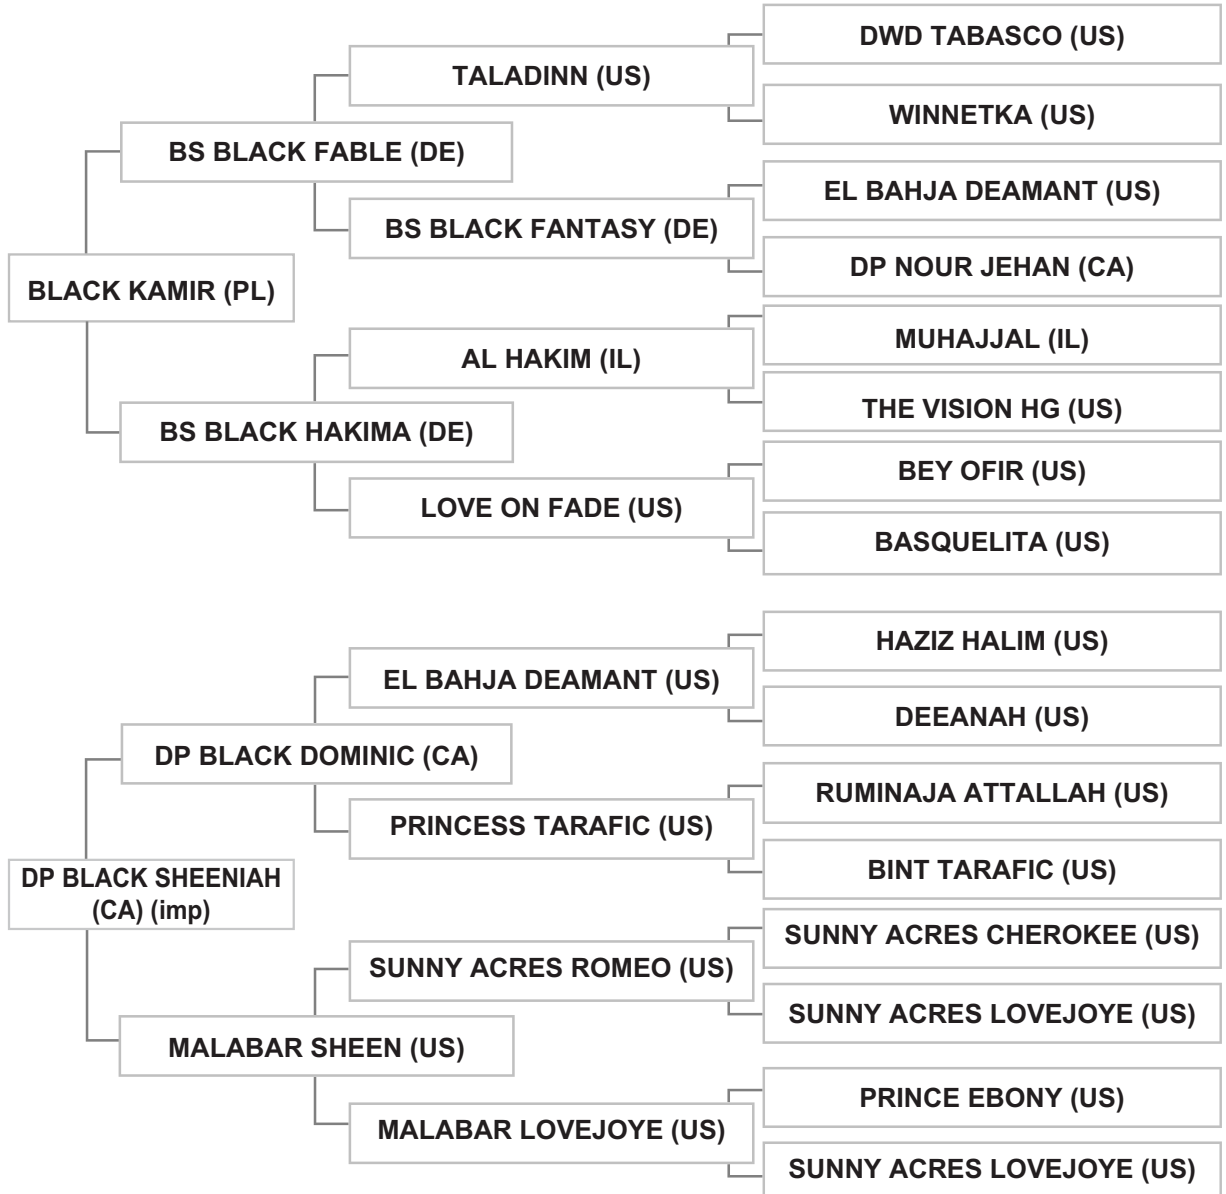 DWD TABASCO (US)
TALADINN (US)
WINNETKA (US)
BS BLACK FABLE (DE)
EL BAHJA DEAMANT (US)
BS BLACK FANTASY (DE)
DP NOUR JEHAN (CA)
BLACK KAMIR (PL)
MUHAJJAL (IL)
AL HAKIM (IL)
THE VISION HG (US)
BS BLACK HAKIMA (DE)
BEY OFIR (US)
LOVE ON FADE (US)
BASQUELITA (US)
HAZIZ HALIM (US)
EL BAHJA DEAMANT (US)
DEEANAH (US)
DP BLACK DOMINIC (CA)
RUMINAJA ATTALLAH (US)
PRINCESS TARAFIC (US)
BINT TARAFIC (US)
DP BLACK SHEENIAH
(CA) (imp)
SUNNY ACRES CHEROKEE (US)
SUNNY ACRES ROMEO (US)
SUNNY ACRES LOVEJOYE (US)
MALABAR SHEEN (US)
PRINCE EBONY (US)
MALABAR LOVEJOYE (US)
SUNNY ACRES LOVEJOYE (US)